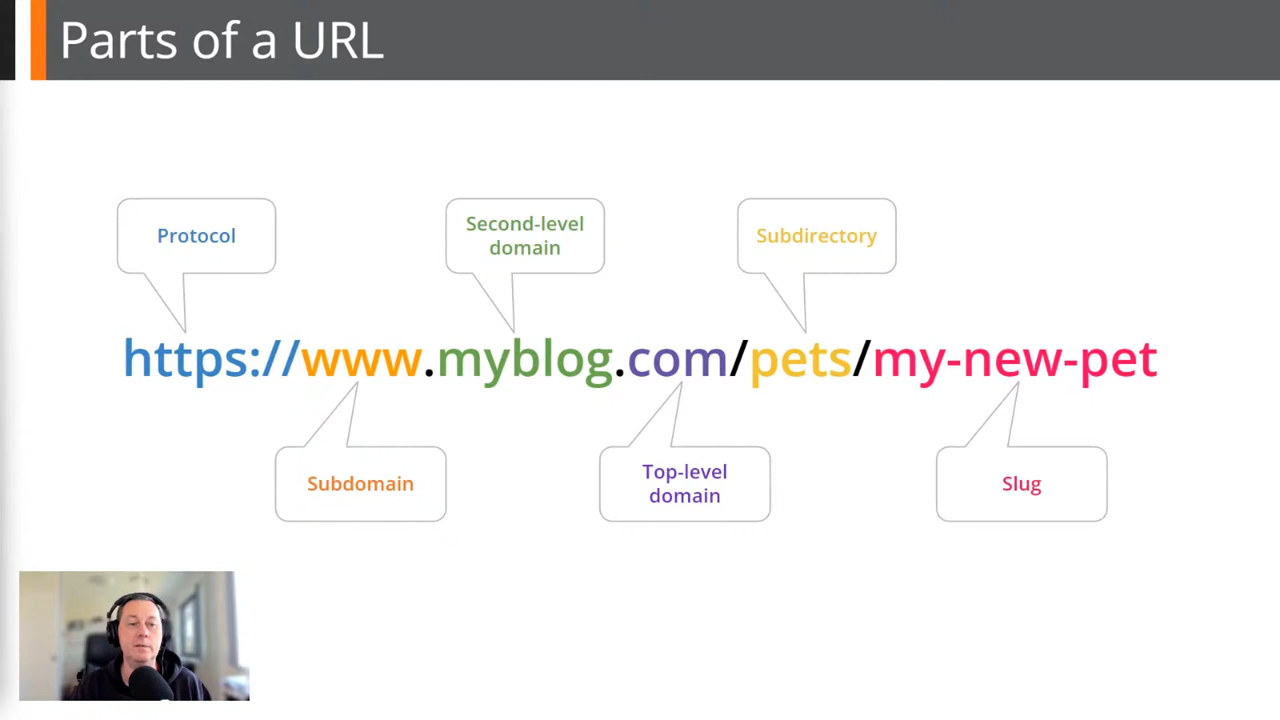 Parts of a URL
Protocol
Second-level
domain
Subdirectory
https://www.myblog.com/pets/my-new-pet
Subdomain
Top-level
domain
Slug